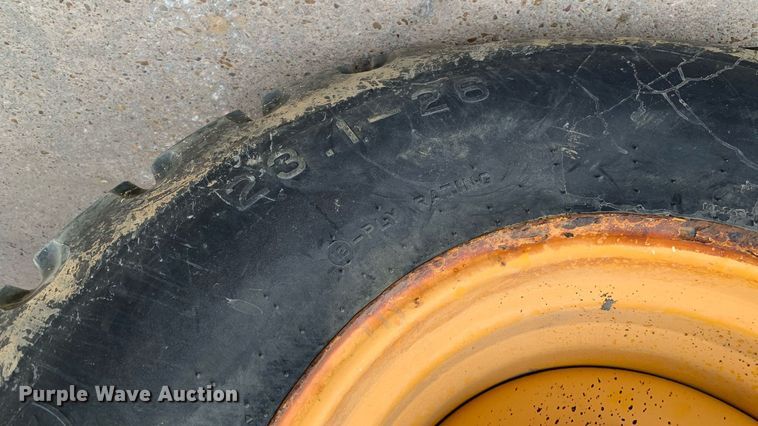 23.1-26
8-PLY RATING
Purple Wave Auction